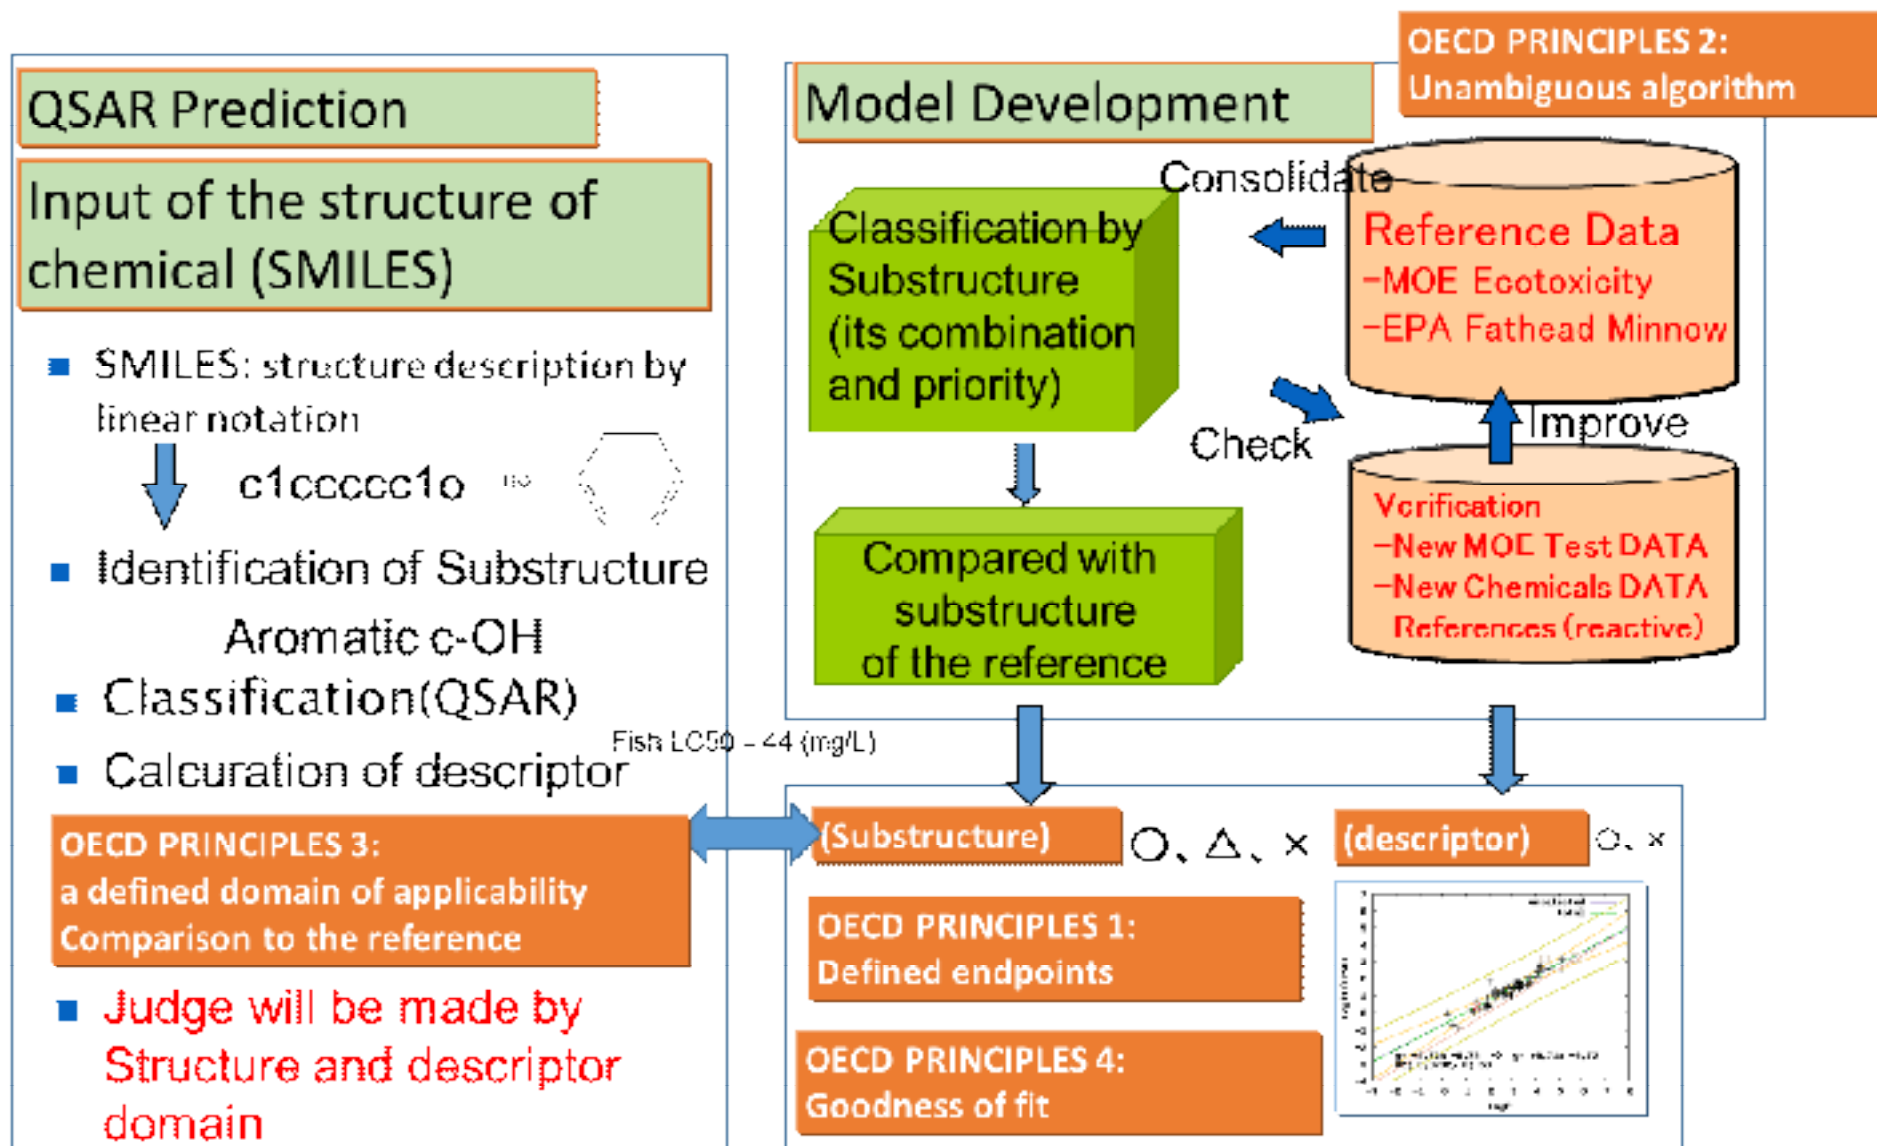 QSAR Prediction
Input of the structure of
chemical (SMILES)
SMILES: structure description by
linear notation
c1ccccc1o
Identification of Substructure
Aromatic c-OH
Classification(QSAR)
Calcuration of descriptor
OECD PRINCIPLES 3:
a defined domain of applicability
Comparison to the reference
Judge will be made by
Structure and descriptor
domain
Fish LC50 = 44 (mg/L)
Model Development
OECD PRINCIPLES 2:
Unambiguous algorithm
Consolidate
Classification by
Substructure
(its combination
and priority)
Reference Data
-MOE Ecotoxicity
-EPA Fathead Minnow
Check
Improve
Compared with
substructure
of the reference
Verification
-New MOE Test DATA
-New Chemicals DATA
References (reactive)
(Substructure)
○、△、×
(descriptor)
○、×
OECD PRINCIPLES 1:
Defined endpoints
OECD PRINCIPLES 4:
Goodness of fit